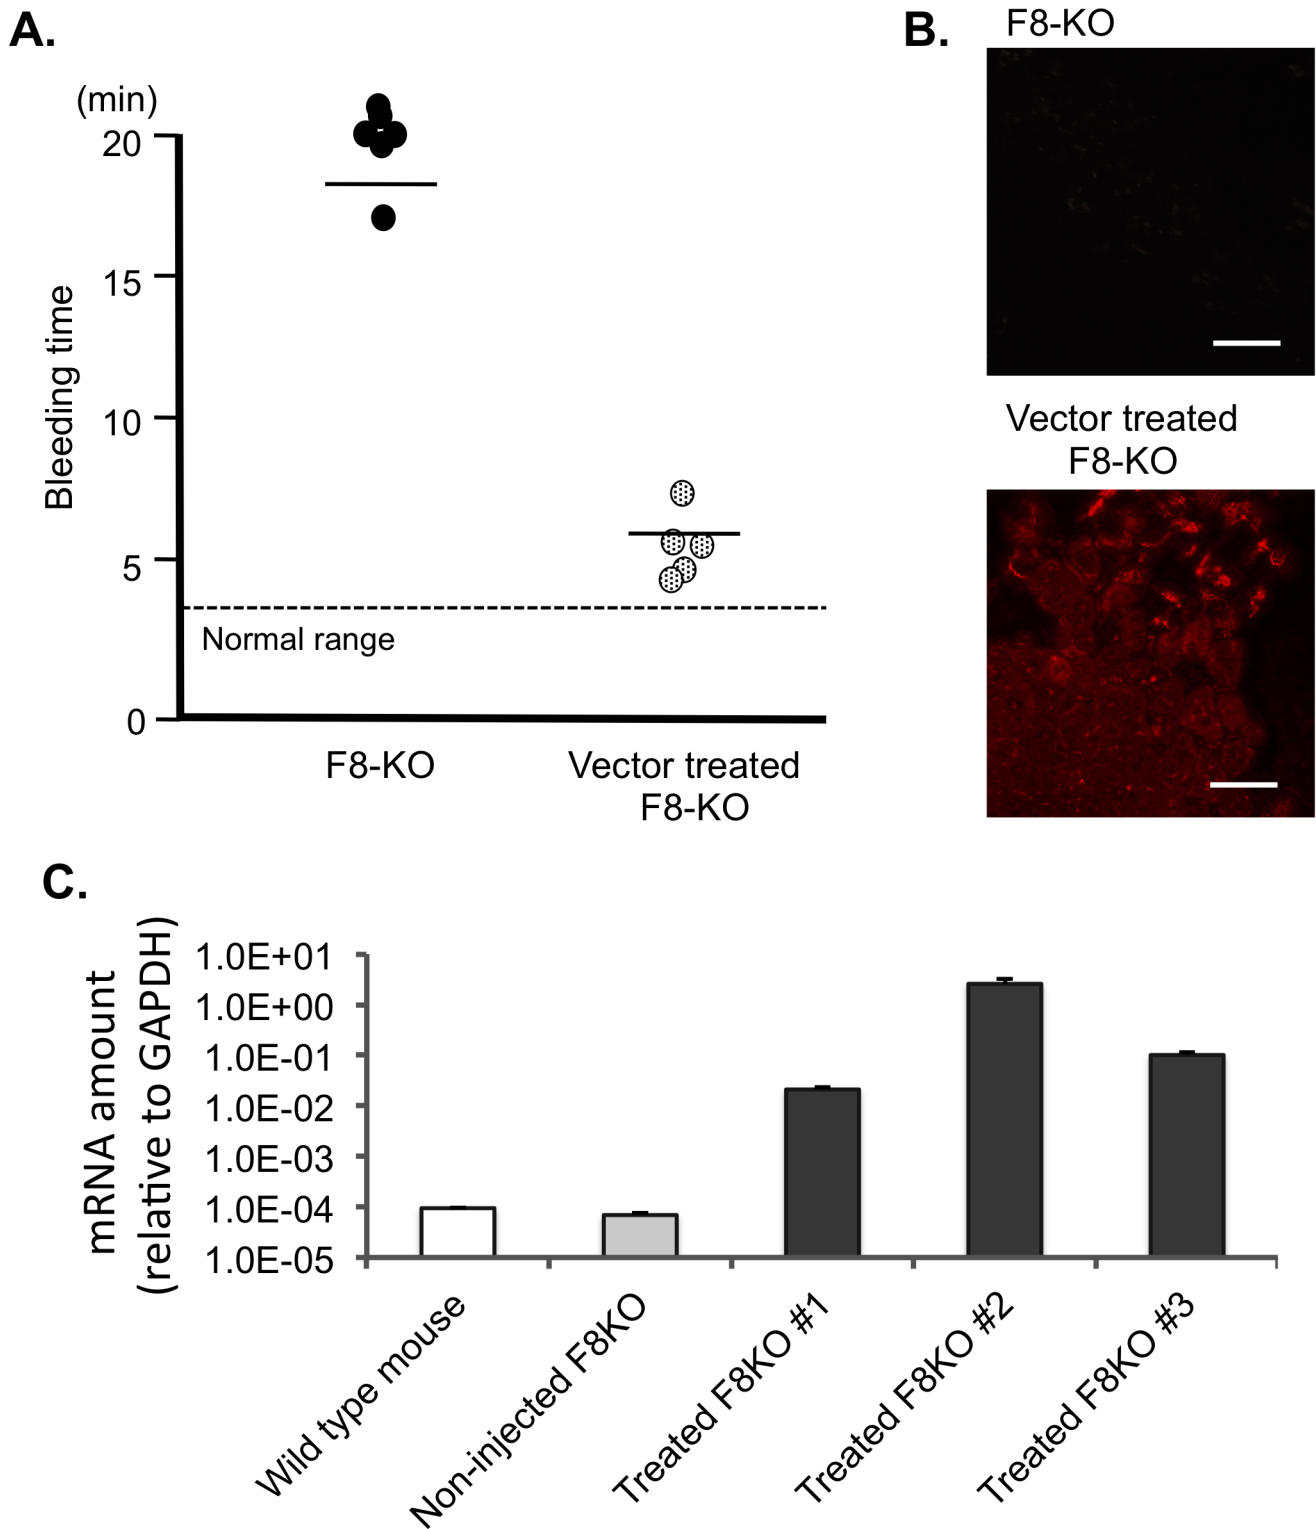 A.
(min)
20
15
10
5
0
Bleeding time
Normal range
F8-KO
Vector treated
F8-KO
B.
F8-KO
Vector treated
F8-KO
C.
mRNA amount
(relative to GAPDH)
1.0E+01
1.0E+00
1.0E-01
1.0E-02
1.0E-03
1.0E-04
1.0E-05
Wild type mouse
Non-injected F8KO
Treated F8KO #1
Treated F8KO #2
Treated F8KO #3